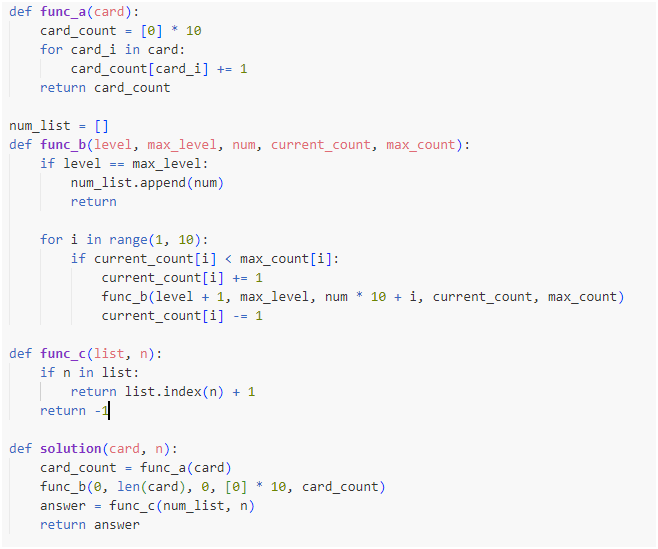 def func_a(card):
    card_count = [0] * 10
    for card_i in card:
        card_count[card_i] += 1
    return card_count

num_list = []
def func_b(level, max_level, num, current_count, max_count):
    if level == max_level:
        num_list.append(num)
        return

    for i in range(1, 10):
        if current_count[i] < max_count[i]:
            current_count[i] += 1
            func_b(level + 1, max_level, num * 10 + i, current_count, max_count)
            current_count[i] -= 1

def func_c(list, n):
    if n in list:
        return list.index(n) + 1
    return -1

def solution(card, n):
    card_count = func_a(card)
    func_b(0, len(card), 0, [0] * 10, card_count)
    answer = func_c(num_list, n)
    return answer